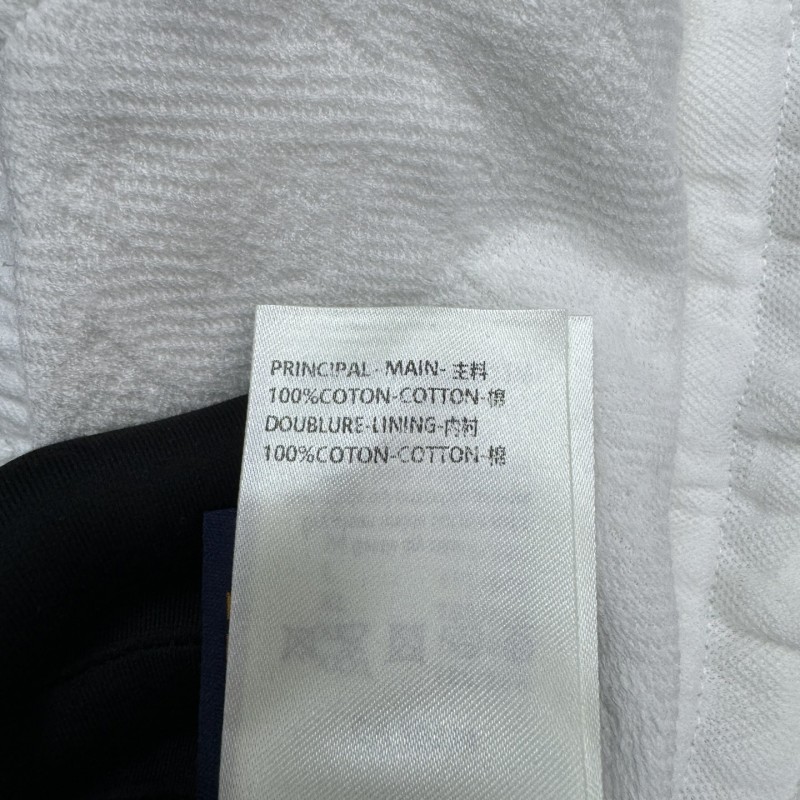 PRINCIPAL- MAIN-主料
100%COTON-COTTON-棉
DOUBLURE-LINING-内衬
100%COTON-COTTON-棉